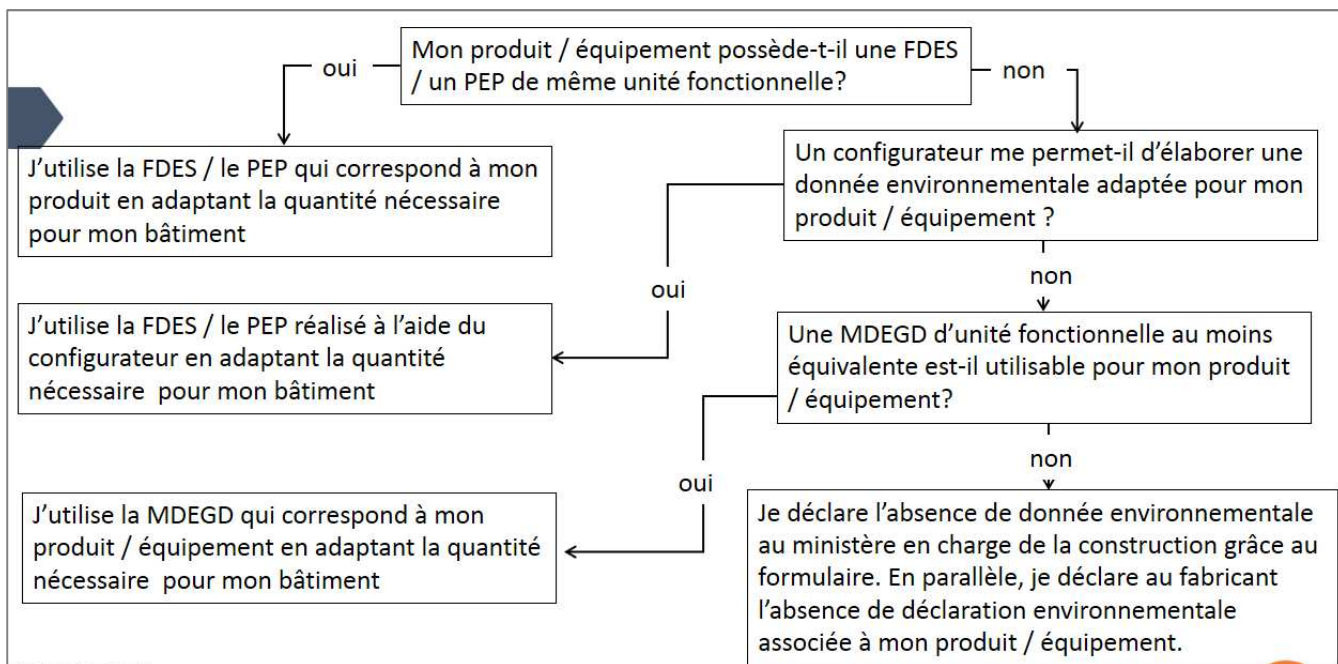 Mon produit / équipement possède-t-il une FDES
/ un PEP de même unité fonctionnelle?
oui
non
J'utilise la FDES / le PEP qui correspond à mon
produit en adaptant la quantité nécessaire
pour mon bâtiment
Un configurateur me permet-il d'élaborer une
donnée environnementale adaptée pour mon
produit / équipement ?
oui
non
J'utilise la FDES / le PEP réalisé à l'aide du
configurateur en adaptant la quantité
nécessaire pour mon bâtiment
Une MDEGD d'unité fonctionnelle au moins
équivalente est-il utilisable pour mon produit
/ équipement?
oui
non
J'utilise la MDEGD qui correspond à mon
produit / équipement en adaptant la quantité
nécessaire pour mon bâtiment
Je déclare l'absence de donnée environnementale
au ministère en charge de la construction grâce au
formulaire. En parallèle, je déclare au fabricant
l'absence de déclaration environnementale
associée à mon produit / équipement.